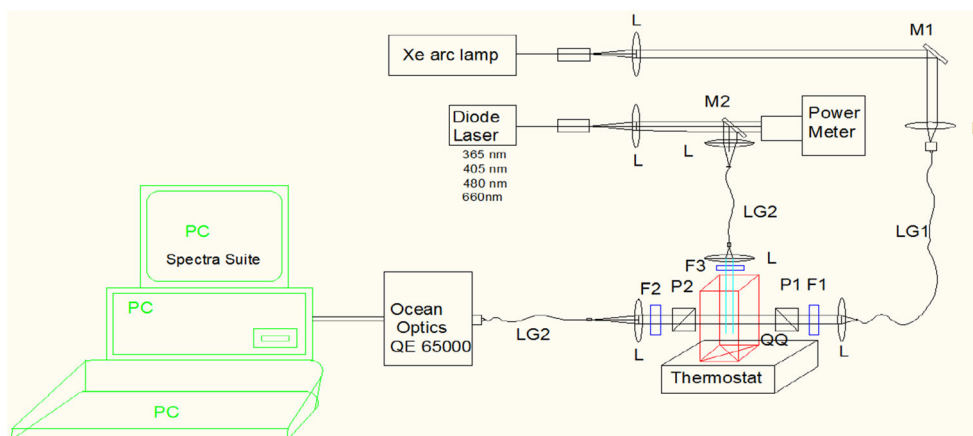 L
M1
Xe arc lamp
M2
Diode
Laser
Power
Meter
L
L
365 nm
405 nm
480 nm
660nm
LG2
LG1
PC
Spectra Suite
L
F3
F2
P2
P1
F1
PC
Ocean
Optics
QE 65000
LG2
L
QQ
L
Thermostat
PC